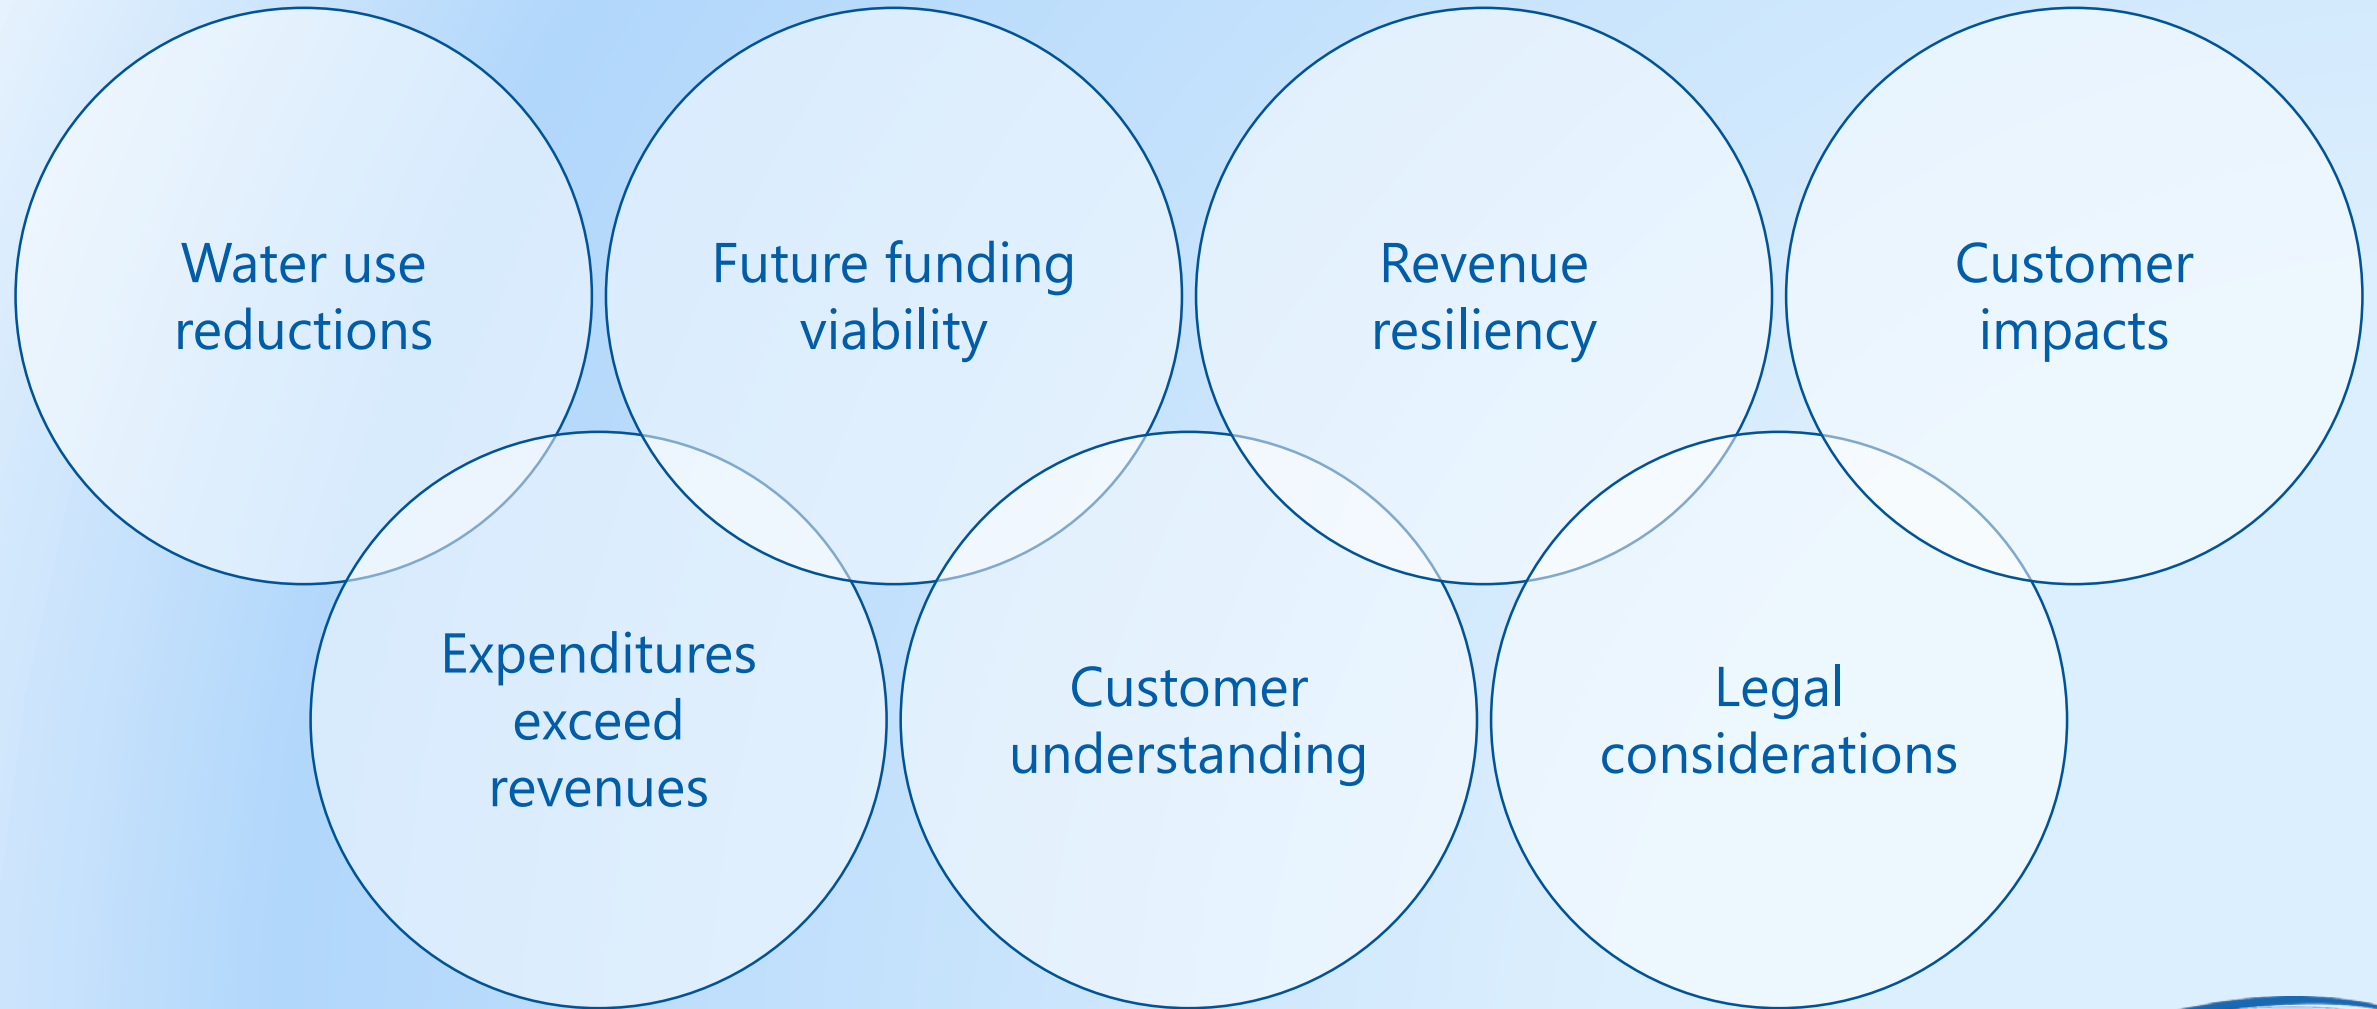 Water use
reductions
Future funding
viability
Revenue
resiliency
Customer
impacts
Expenditures
exceed
revenues
Customer
understanding
Legal
considerations